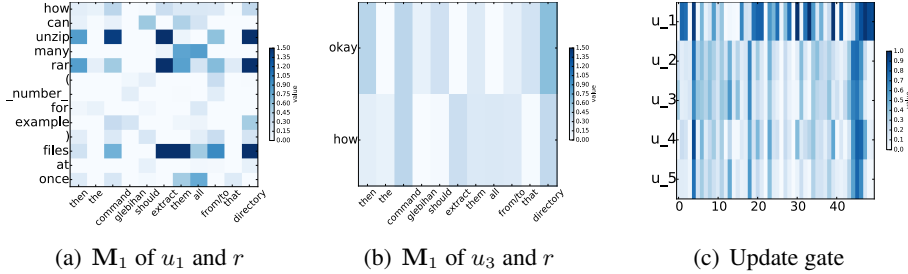 how
can
unzip
many
rar
(
_number_
for
example
)
files
at
once
then
the
command
glebihan
should
extract
them
all
from/to
that
directory
1.50
1.35
1.20
1.05
0.90
0.75
0.60
0.45
0.30
0.15
0.00
value
okay
how
then
the
command
glebihan
should
extract
them
all
from/to
that
directory
1.50
1.35
1.20
1.05
0.90
0.75
0.60
0.45
0.30
0.15
0.00
value
u_1
u_2
u_3
u_4
u_5
0 10 20 30 40
1.0
0.9
0.8
0.7
0.6
0.5
0.4
0.3
0.2
0.1
0.0
value
(a) M₁ of u₁ and r
(b) M₁ of u₃ and r
(c) Update gate